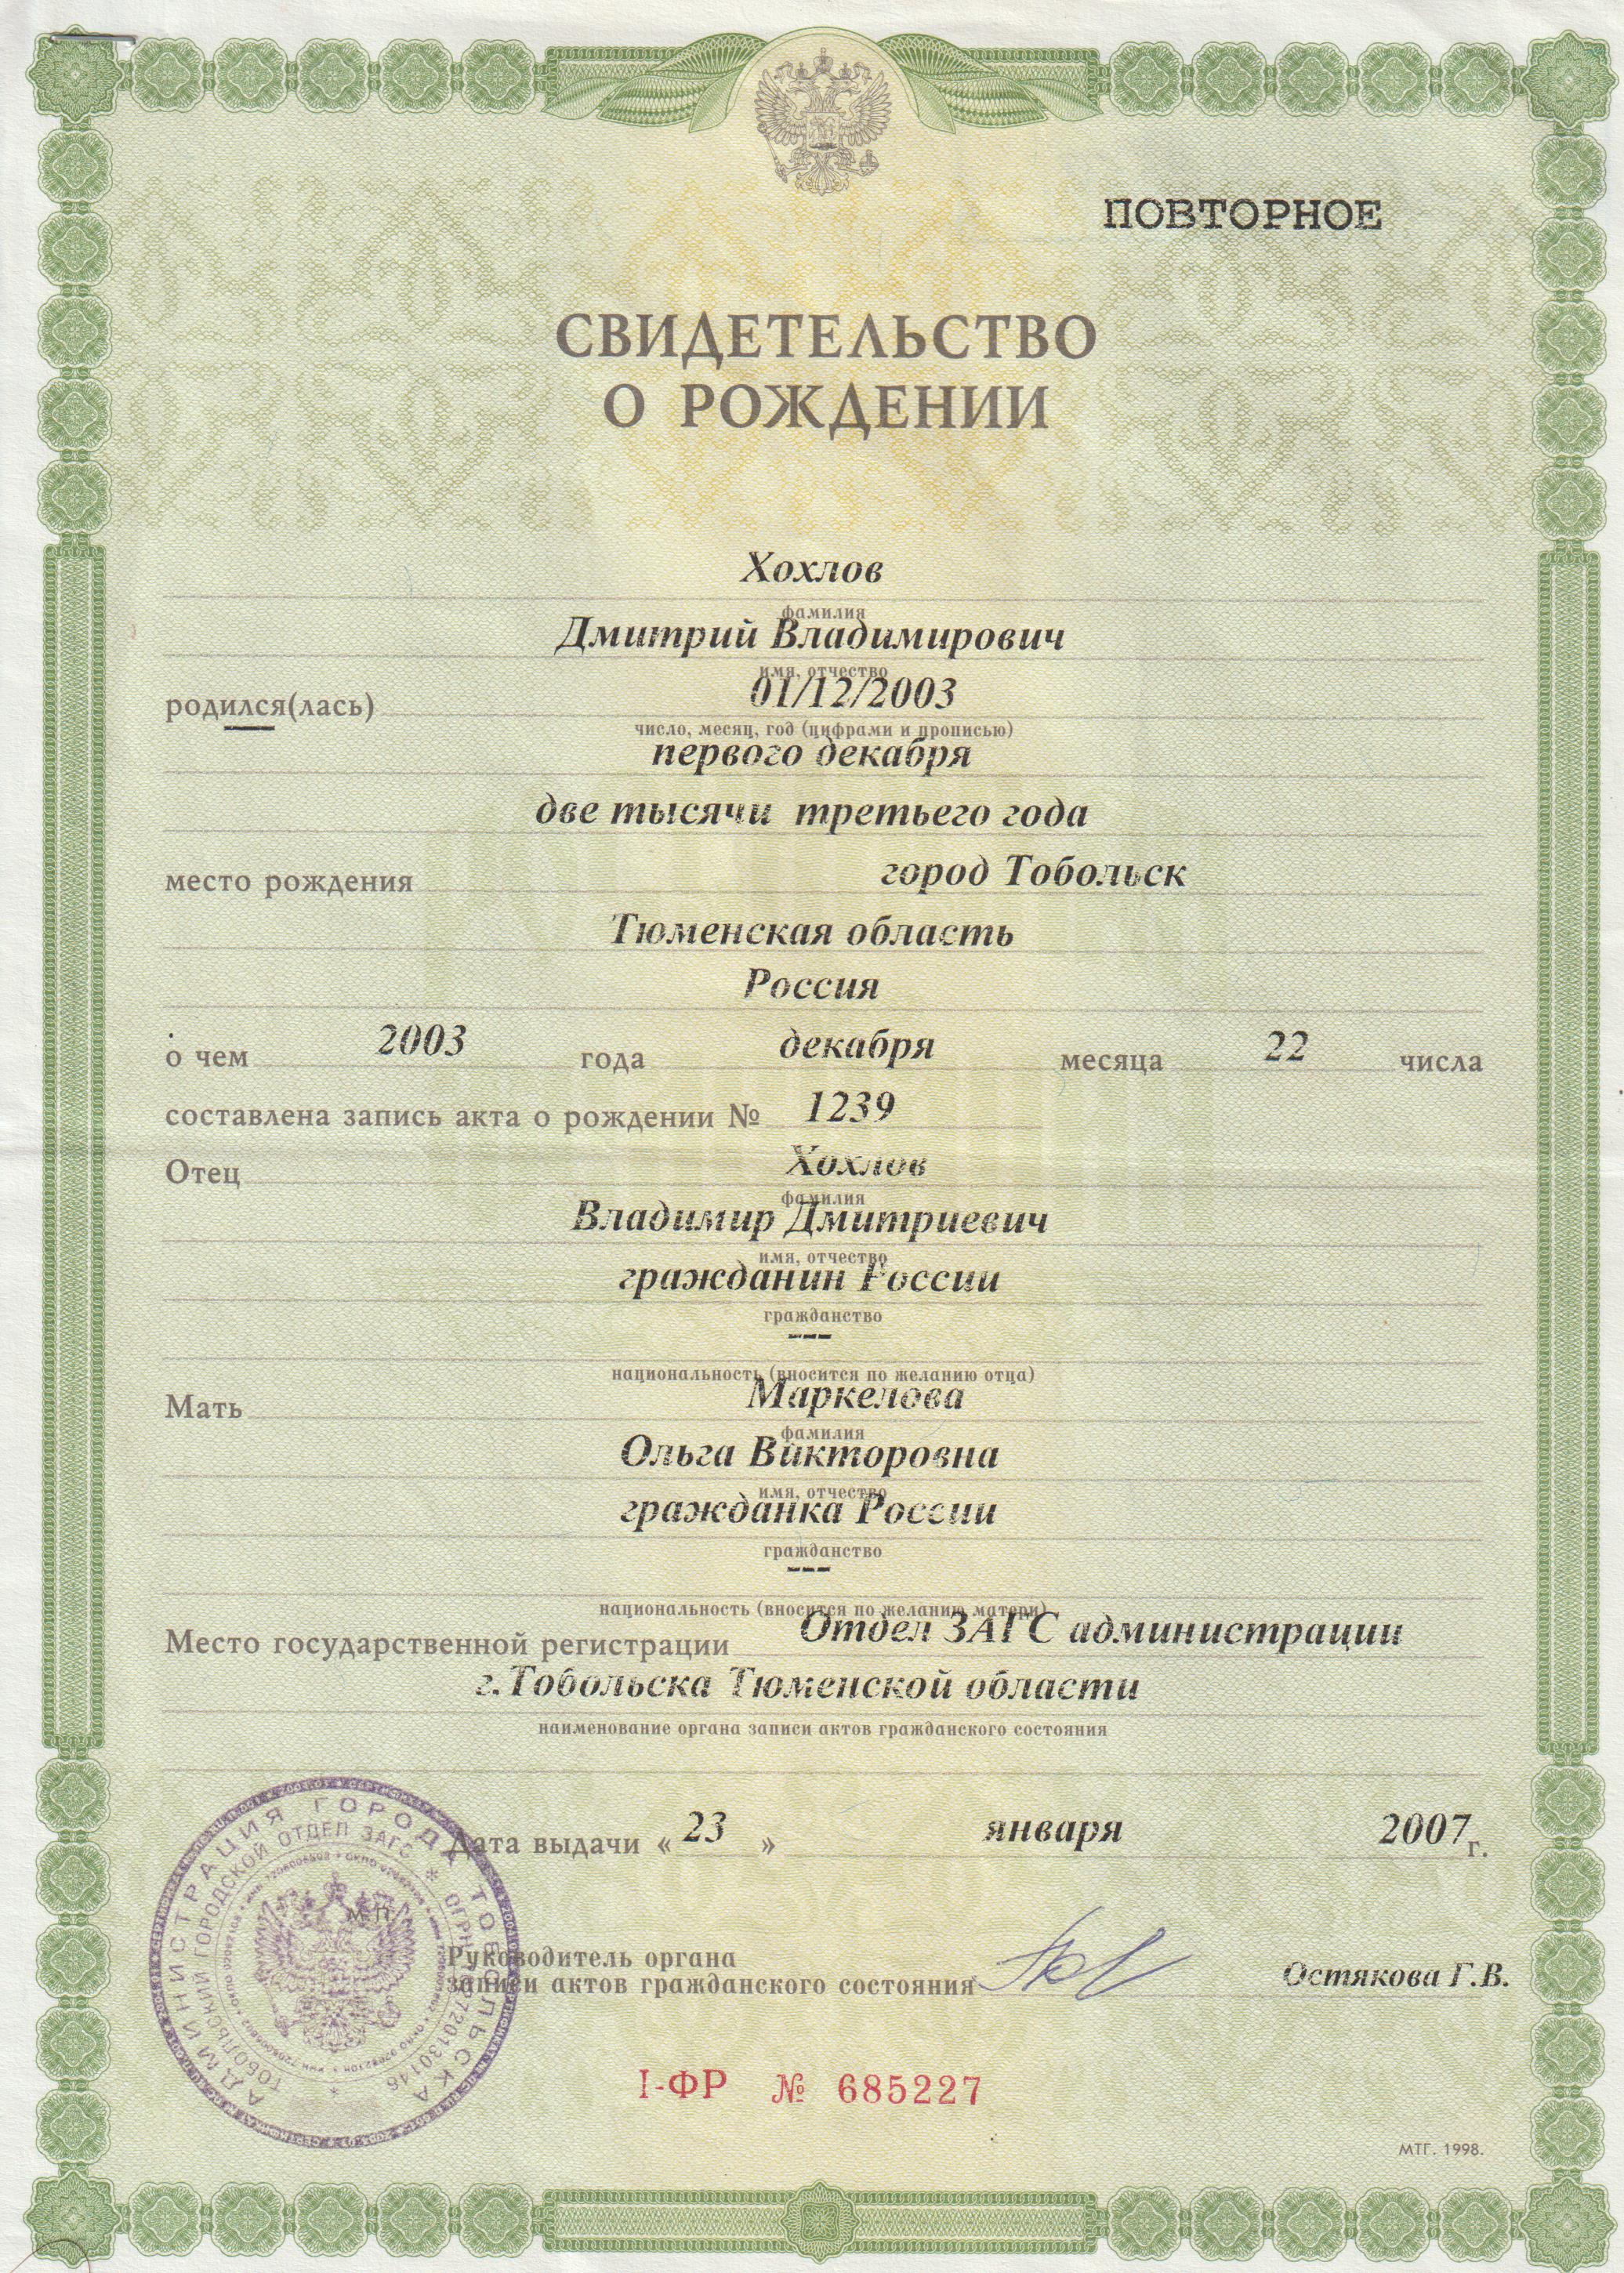 ПОВТОРНОЕ
СВИДЕТЕЛЬСТВО
О РОЖДЕНИИ
Хохлов
фамилия
Дмитрий Владимирович
имя, отчество
родился(лась) 01/12/2003
число, месяц, год (цифрами и прописью)
первого декабря
две тысячи третьего года
место рождения город Тобольск
Тюменская область
Россия
о чем 2003 года декабря месяца 22 числа
составлена запись акта о рождении № 1239
Отец Хохлов
фамилия
Владимир Дмитриевич
имя, отчество
гражданин России
гражданство
---
национальность (вносится по желанию отца)
Мать Маркелова
фамилия
Ольга Викторовна
имя, отчество
гражданка России
гражданство
---
национальность (вносится по желанию матери)
Место государственной регистрации Отдел ЗАГС администрации
г.Тобольска Тюменской области
наименование органа записи актов гражданского состояния
Дата выдачи « 23 » января 2007 г.
М.П.
Руководитель органа
записи актов гражданского состояния Остякова Г.В.
АДМИНИСТРАЦИЯ ГОРОДА ТОБОЛЬСКА
ТОБОЛЬСКИЙ ГОРОДСКОЙ ОТДЕЛ ЗАГС * ОГРН
I-ФР № 685227
МТГ. 1998.